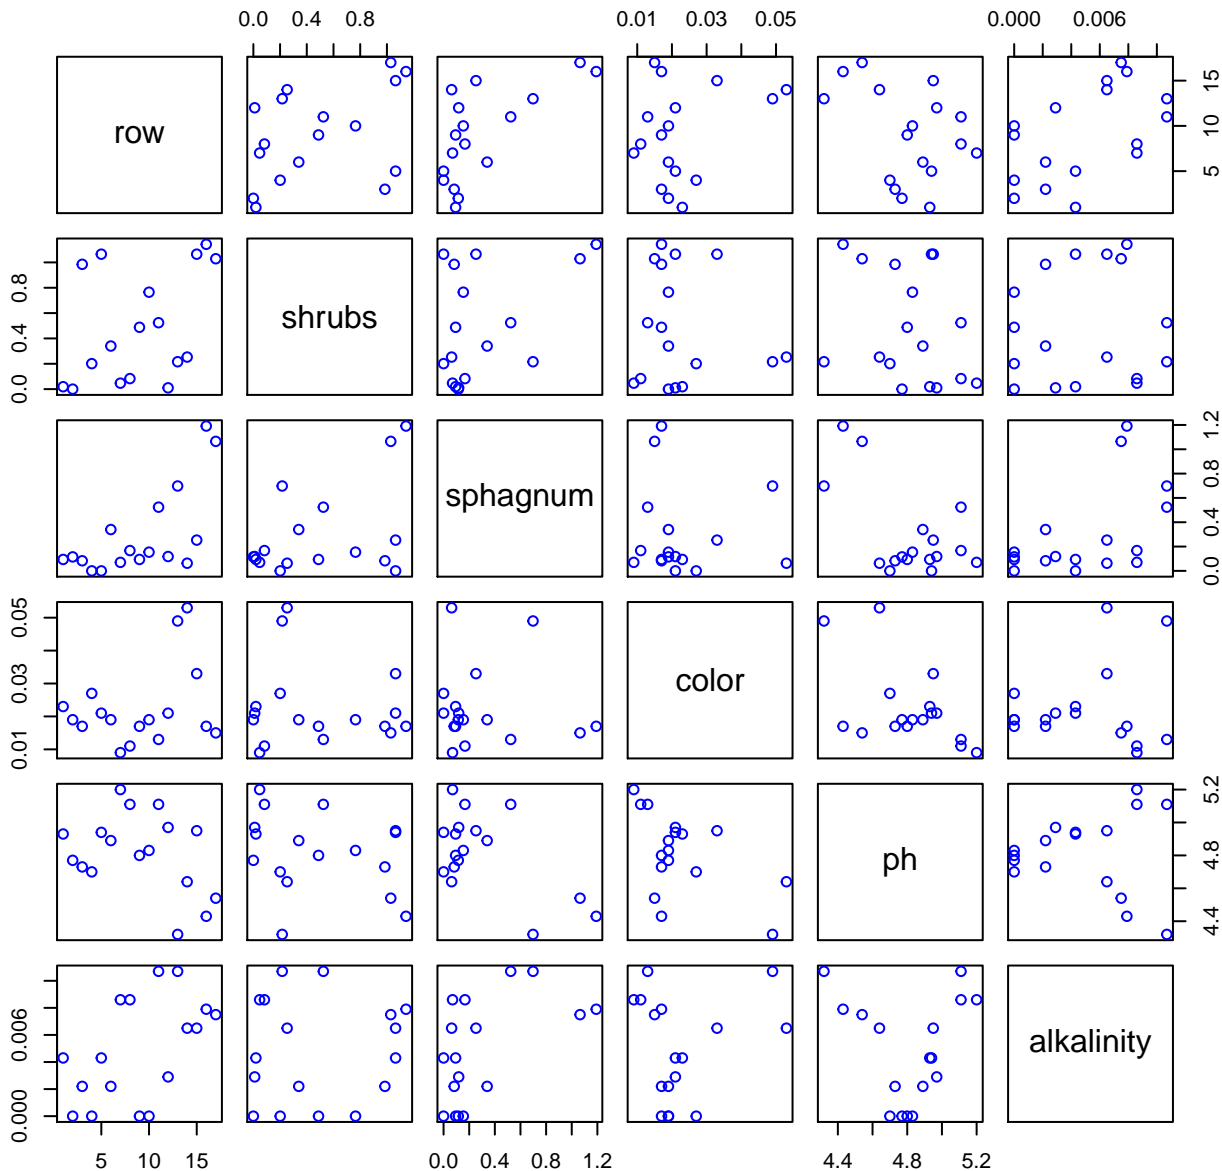 0.0 0.4 0.8 0.01 0.03 0.05 0.000 0.006
row 5 10 15
0.0 0.4 0.8 shrubs
sphagnum 0.0 0.4 0.8 1.2
0.01 0.03 0.05 color
ph 4.4 4.8 5.2
0.000 0.006 alkalinity
5 10 15 0.0 0.4 0.8 1.2 4.4 4.8 5.2